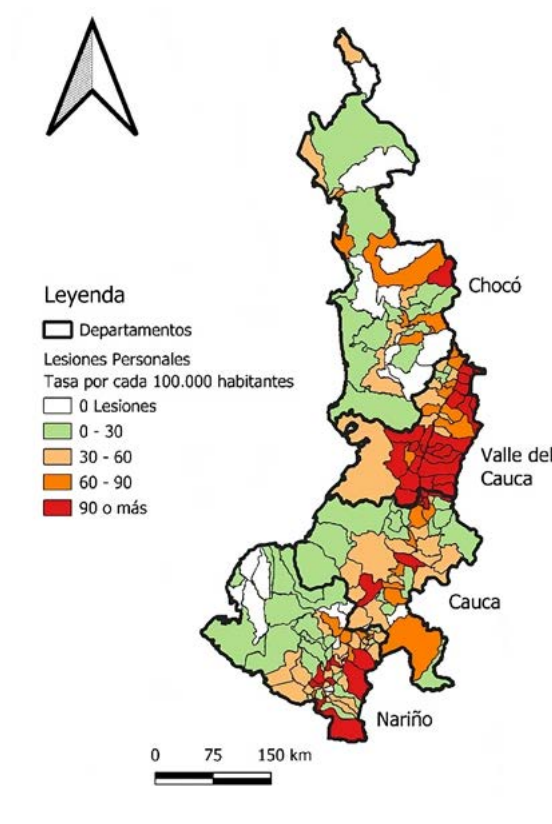 Chocó
Leyenda
Departamentos
Lesiones Personales
Tasa por cada 100.000 habitantes
0 Lesiones
0 - 30
30 - 60
60 - 90
90 o más
Valle del
Cauca
Cauca
Nariño
0 75 150 km